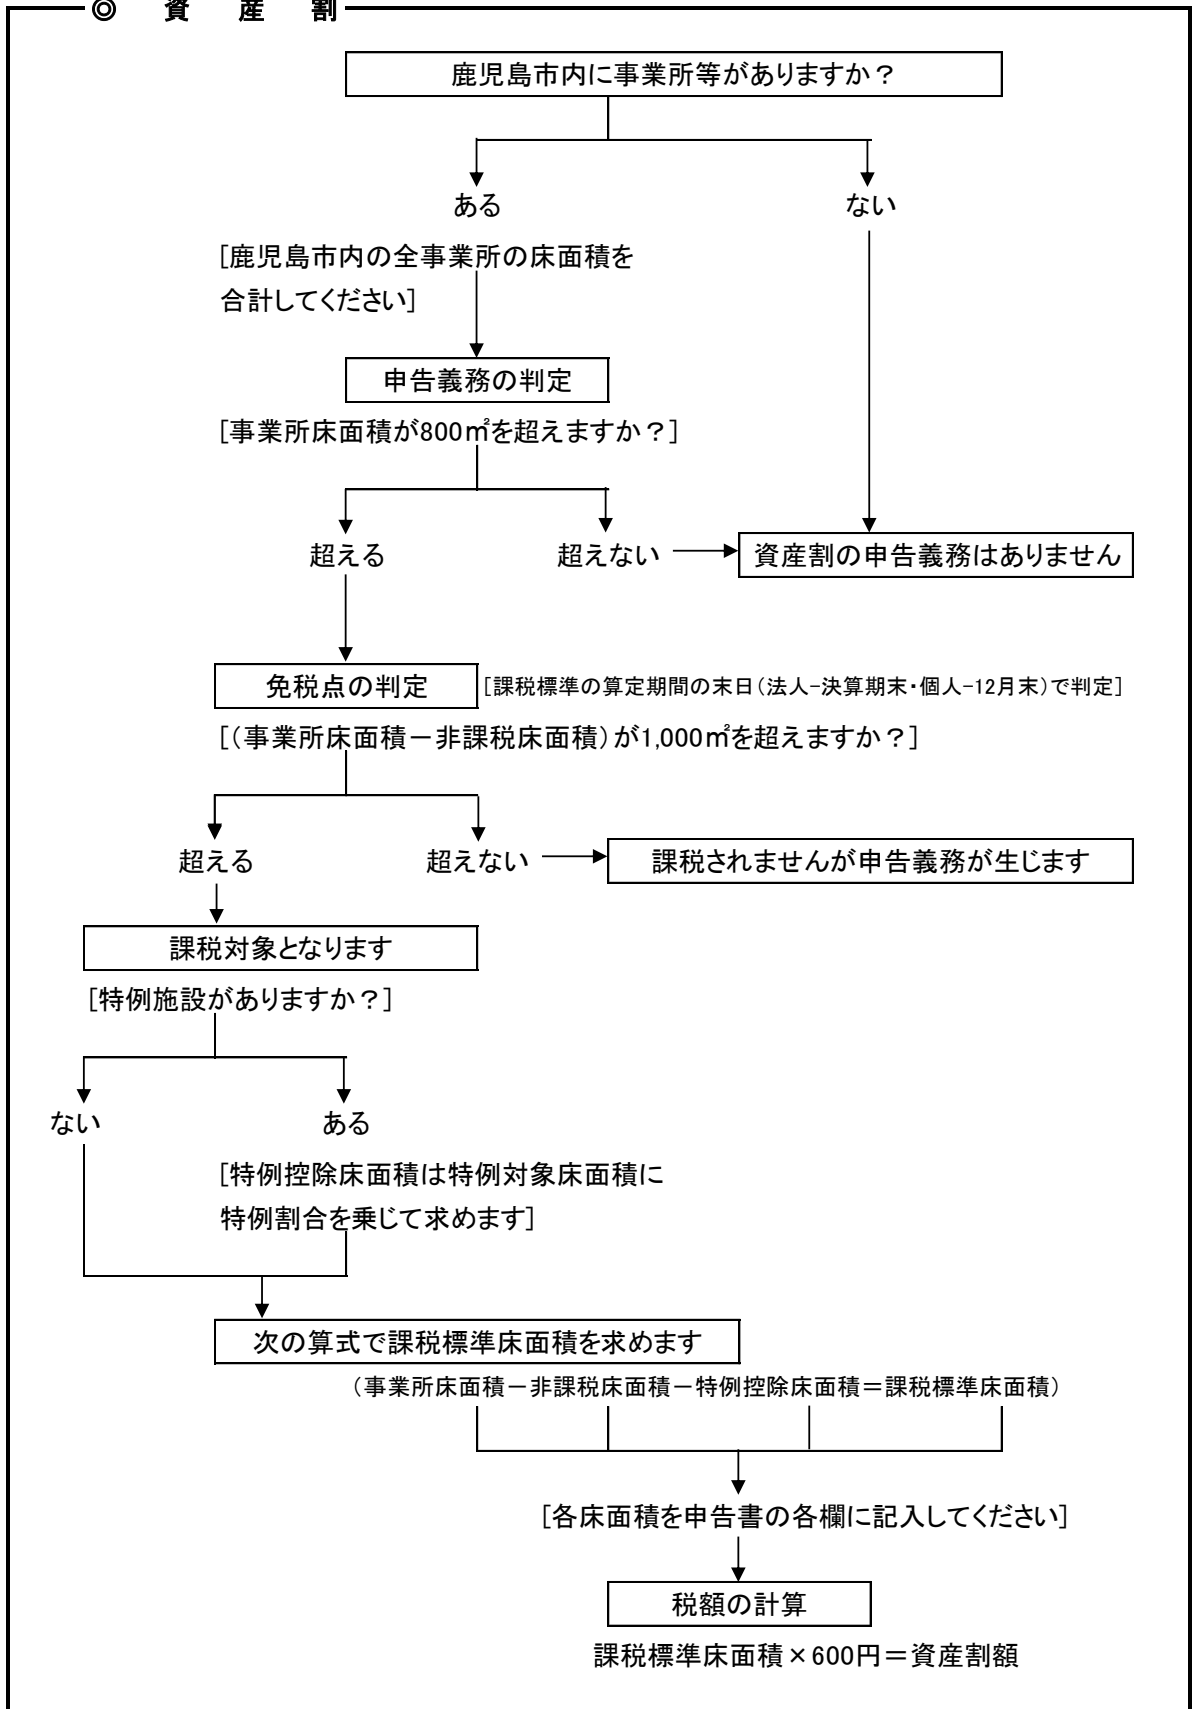 ◎ 資 産 割
鹿児島市内に事業所等がありますか？
ある
ない
[鹿児島市内の全事業所の床面積を
合計してください]
申告義務の判定
[事業所床面積が800㎡を超えますか？]
超える
超えない
資産割の申告義務はありません
免税点の判定
[課税標準の算定期間の末日（法人-決算期末・個人-12月末）で判定]
[（事業所床面積－非課税床面積）が1,000㎡を超えますか？]
超える
超えない
課税されませんが申告義務が生じます
課税対象となります
[特例施設がありますか？]
ない
ある
[特例控除床面積は特例対象床面積に
特例割合を乗じて求めます]
次の算式で課税標準床面積を求めます
（事業所床面積－非課税床面積－特例控除床面積＝課税標準床面積）
[各床面積を申告書の各欄に記入してください]
税額の計算
課税標準床面積×600円＝資産割額